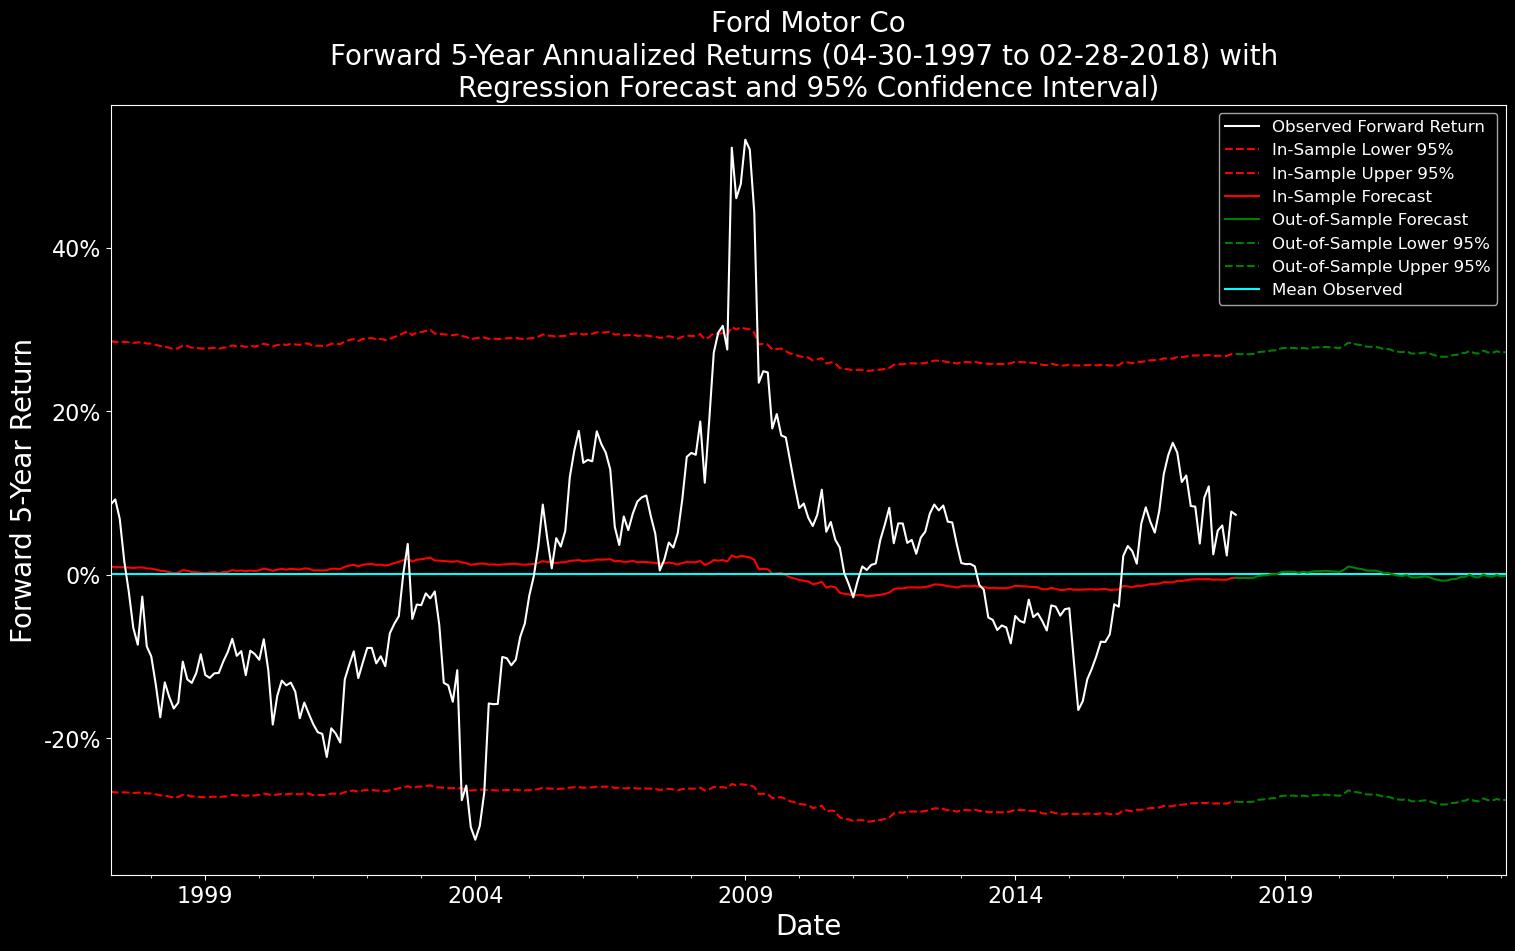 Ford Motor Co
Forward 5-Year Annualized Returns (04-30-1997 to 02-28-2018) with
Regression Forecast and 95% Confidence Interval)
Observed Forward Return
In-Sample Lower 95%
In-Sample Upper 95%
In-Sample Forecast
Out-of-Sample Forecast
Out-of-Sample Lower 95%
Out-of-Sample Upper 95%
Mean Observed
Forward 5-Year Return
40%
20%
0%
-20%
1999
2004
2009
2014
2019
Date